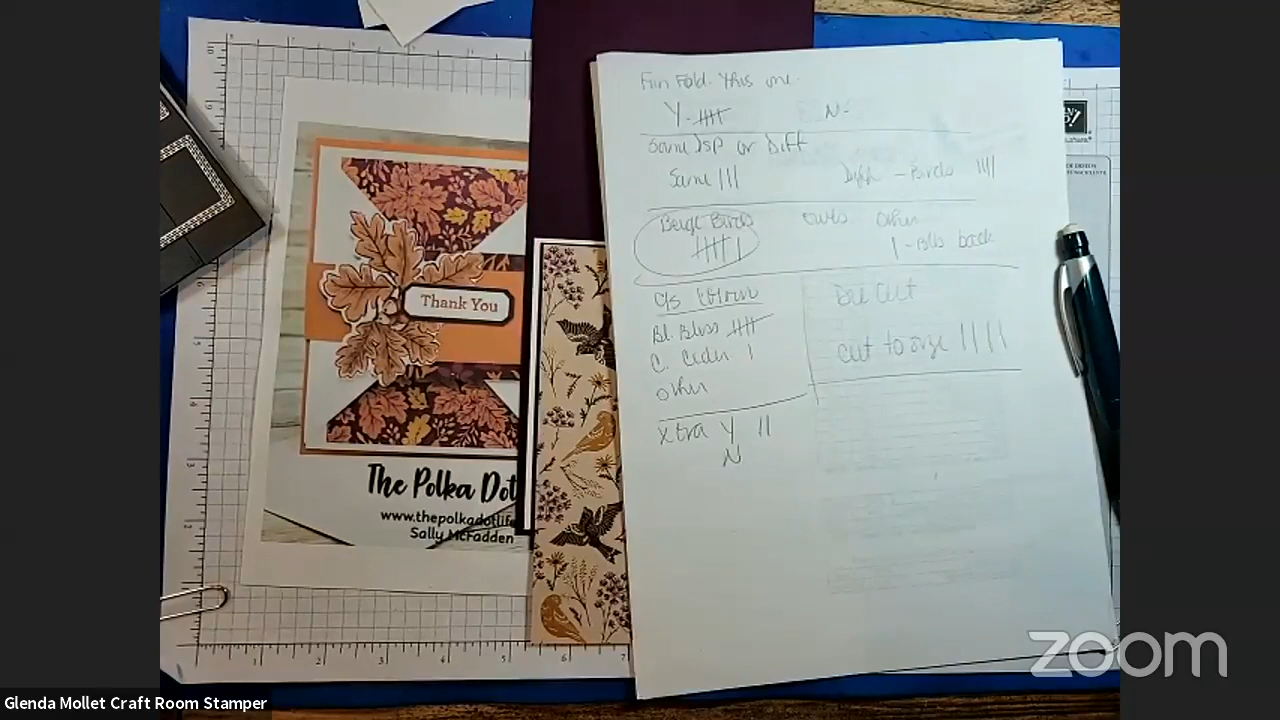 Fun Fold. This one.
Y- 𝍸 N-
Same DSP or Diff
Same ||| Diff - Birds ||||
Beige Birds owls other
1 - Blk back
C/S
Bl. Bliss
C. Cider 1
other
Die Cut
cut to size ||||
xtra Y ||
N
Thank You
The Polka Dot
www.thepolkadotlife
Sally McFadden
zoom
Glenda Mollet Craft Room Stamper